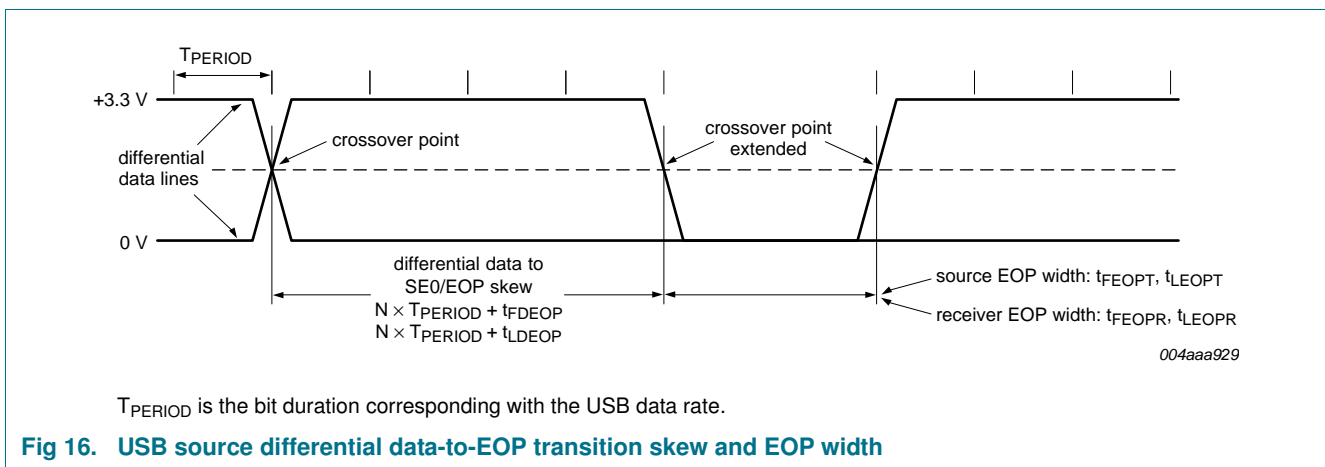 TPERIOD
+3.3 V
crossover point
crossover point
extended
differential
data lines
0 V
differential data to
SE0/EOP skew
N × TPERIOD + tFDEOP
N × TPERIOD + tLDEOP
source EOP width: tFEOPT, tLEOPT
receiver EOP width: tFEOPR, tLEOPR
004aaa929
TPERIOD is the bit duration corresponding with the USB data rate.
Fig 16. USB source differential data-to-EOP transition skew and EOP width